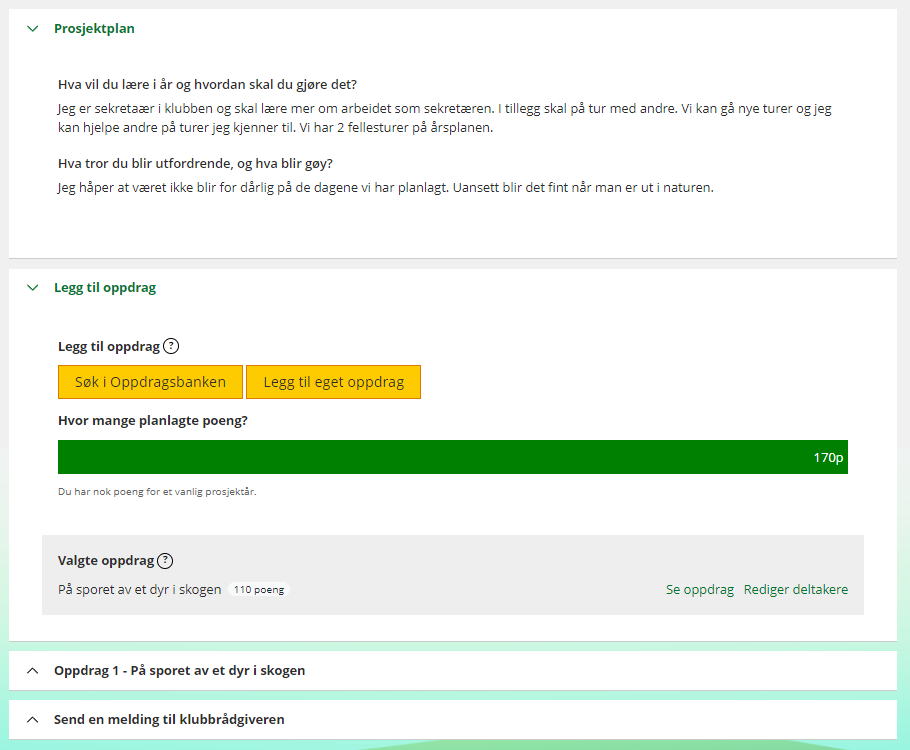 Prosjektplan
Hva vil du lære i år og hvordan skal du gjøre det?
Jeg er sekretaær i klubben og skal lære mer om arbeidet som sekretæren. I tillegg skal på tur med andre. Vi kan gå nye turer og jeg
kan hjelpe andre på turer jeg kjenner til. Vi har 2 fellesturer på årsplanen.
Hva tror du blir utfordrende, og hva blir gøy?
Jeg håper at været ikke blir for dårlig på de dagene vi har planlagt. Uansett blir det fint når man er ut i naturen.
Legg til oppdrag
Legg til oppdrag ?
Søk i Oppdragsbanken Legg til eget oppdrag
Hvor mange planlagte poeng?
170p
Du har nok poeng for et vanlig prosjektår.
Valgte oppdrag ?
På sporet av et dyr i skogen 110 poeng Se oppdrag Rediger deltakere
Oppdrag 1 - På sporet av et dyr i skogen
Send en melding til klubbrådgiveren